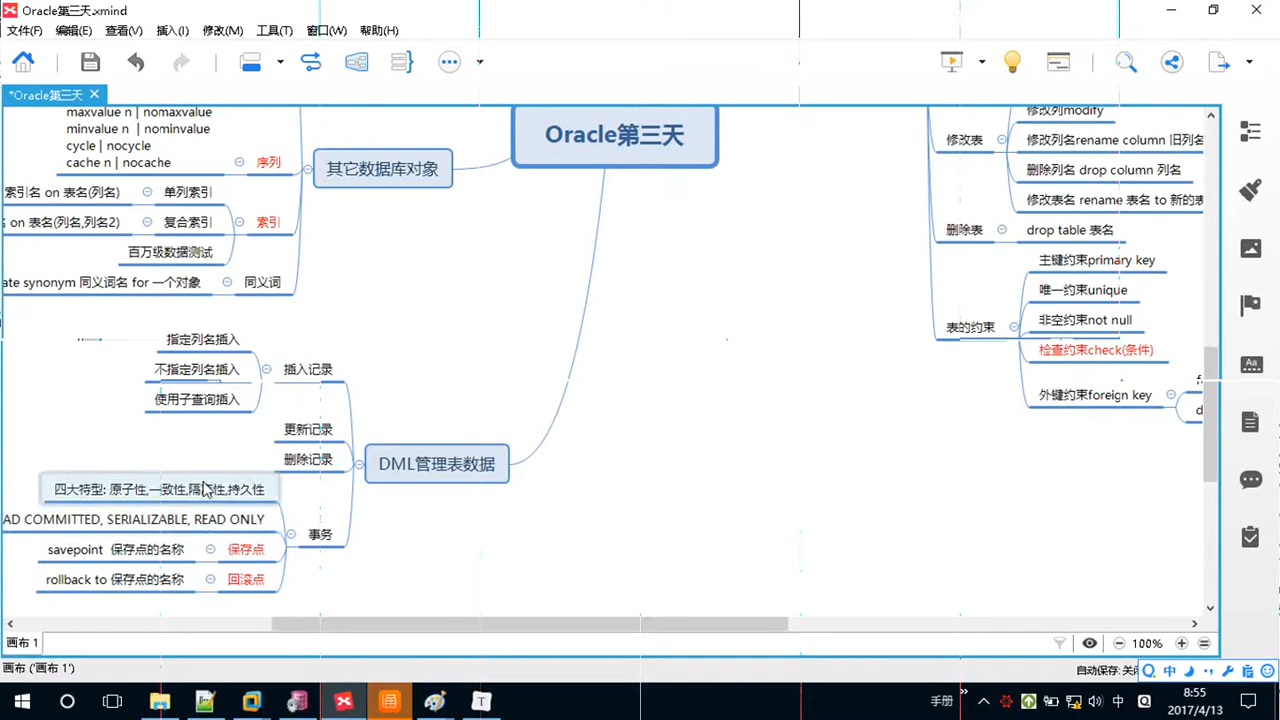 Oracle第三天.xmind
文件(F) 编辑(E) 查看(V) 插入(I) 修改(M) 工具(T) 窗口(W) 帮助(H)
*Oracle第三天
maxvalue n | nomaxvalue
minvalue n | nominvalue
cycle | nocycle
cache n | nocache
序列
索引名 on 表名(列名)
单列索引
名 on 表名(列名,列名2)
复合索引
索引
百万级数据测试
ate synonym 同义词名 for 一个对象
同义词
其它数据库对象
Oracle第三天
修改列modify
修改表
修改列名rename column 旧列名
删除列名 drop column 列名
修改表名 rename 表名 to 新的表
删除表
drop table 表名
主键约束primary key
唯一约束unique
表的约束
非空约束not null
检查约束check(条件)
外键约束foreign key
指定列名插入
不指定列名插入
插入记录
使用子查询插入
更新记录
删除记录
DML管理表数据
四大特型: 原子性,一致性,隔离性,持久性
AD COMMITTED, SERIALIZABLE, READ ONLY
事务
savepoint 保存点的名称
保存点
rollback to 保存点的名称
回滚点
画布 1
100%
画布 ('画布 1')
自动保存: 关闭
中
手册
中
8:55
2017/4/13